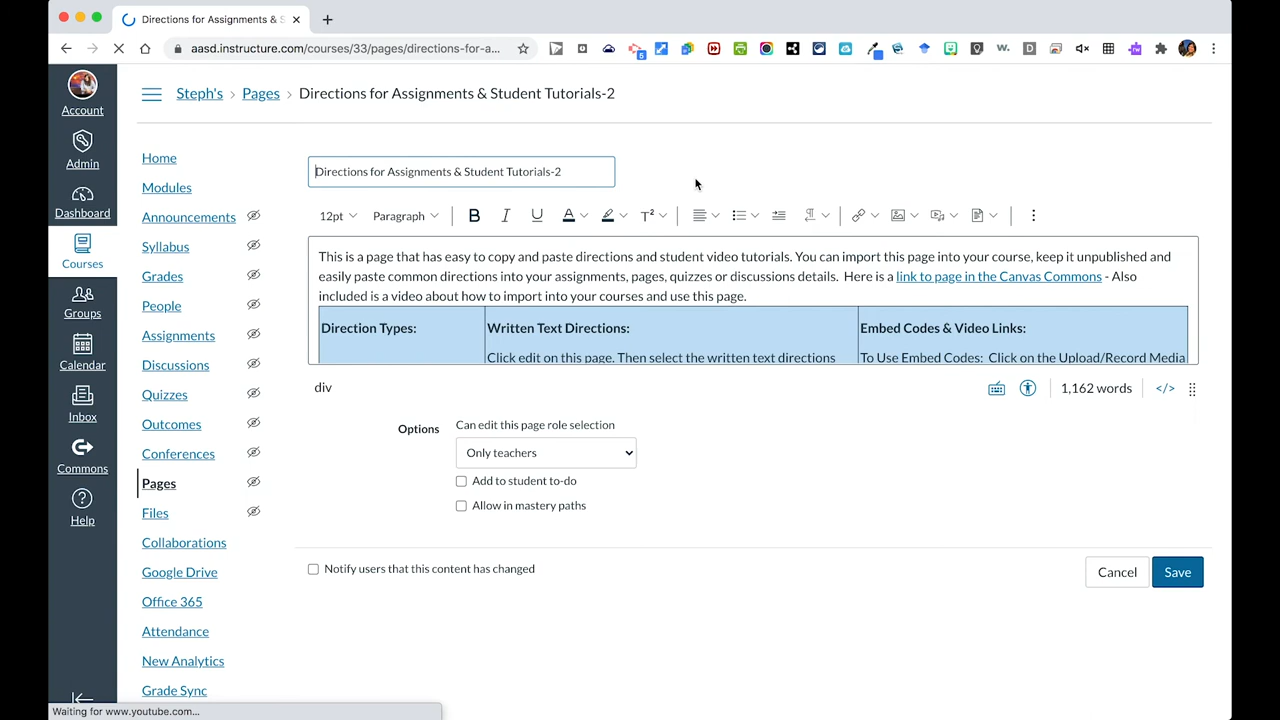 Directions for Assignments & S
aasd.instructure.com/courses/33/pages/directions-for-a...
5
w.
D
rw
Account
Admin
Dashboard
Courses
Groups
Calendar
Inbox
Commons
Help
Steph's > Pages > Directions for Assignments & Student Tutorials-2
Home
Modules
Announcements
Syllabus
Grades
People
Assignments
Discussions
Quizzes
Outcomes
Conferences
Pages
Files
Collaborations
Google Drive
Office 365
Attendance
New Analytics
Grade Sync
Directions for Assignments & Student Tutorials-2
12pt Paragraph B I U A T²
This is a page that has easy to copy and paste directions and student video tutorials. You can import this page into your course, keep it unpublished and
easily paste common directions into your assignments, pages, quizzes or discussions details. Here is a link to page in the Canvas Commons - Also
included is a video about how to import into your courses and use this page.
Direction Types: Written Text Directions: Embed Codes & Video Links:
Click edit on this page. Then select the written text directions To Use Embed Codes: Click on the Upload/Record Media
div 1,162 words </>
Options Can edit this page role selection
Only teachers
Add to student to-do
Allow in mastery paths
Notify users that this content has changed
Cancel Save
Waiting for www.youtube.com...